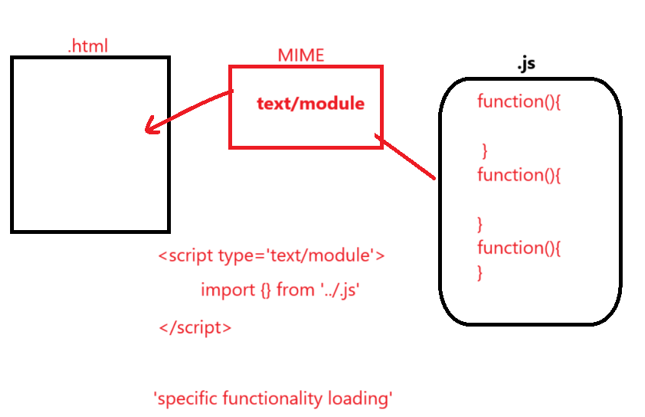 .html
MIME
text/module
.js
function(){
}
function(){
}
function(){
}
<script type='text/module'>
import {} from '../.js'
</script>
'specific functionality loading'